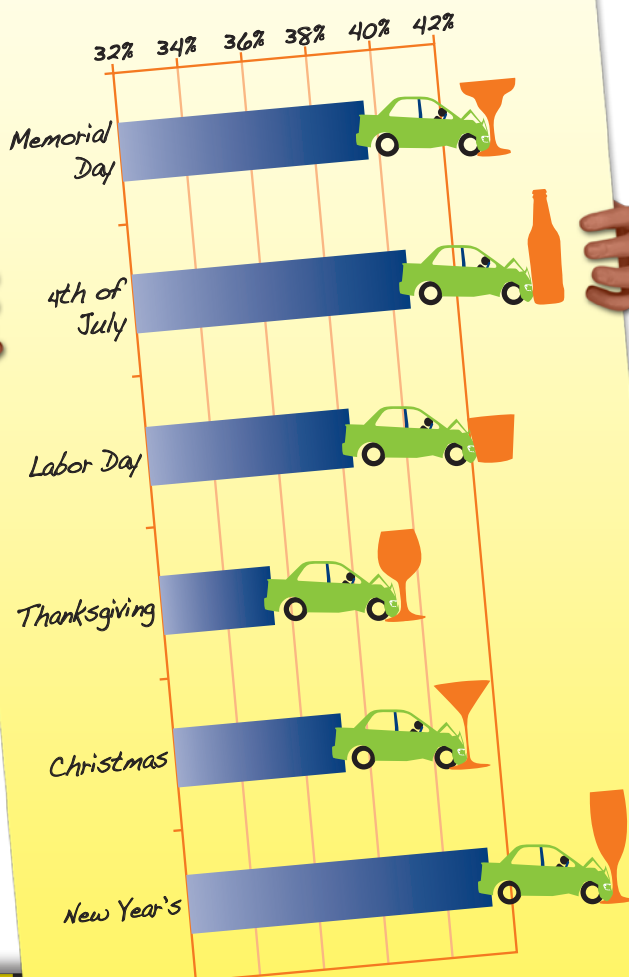 32% 34% 36% 38% 40% 42%
Memorial
Day
4th of
July
Labor Day
Thanksgiving
Christmas
New Year's